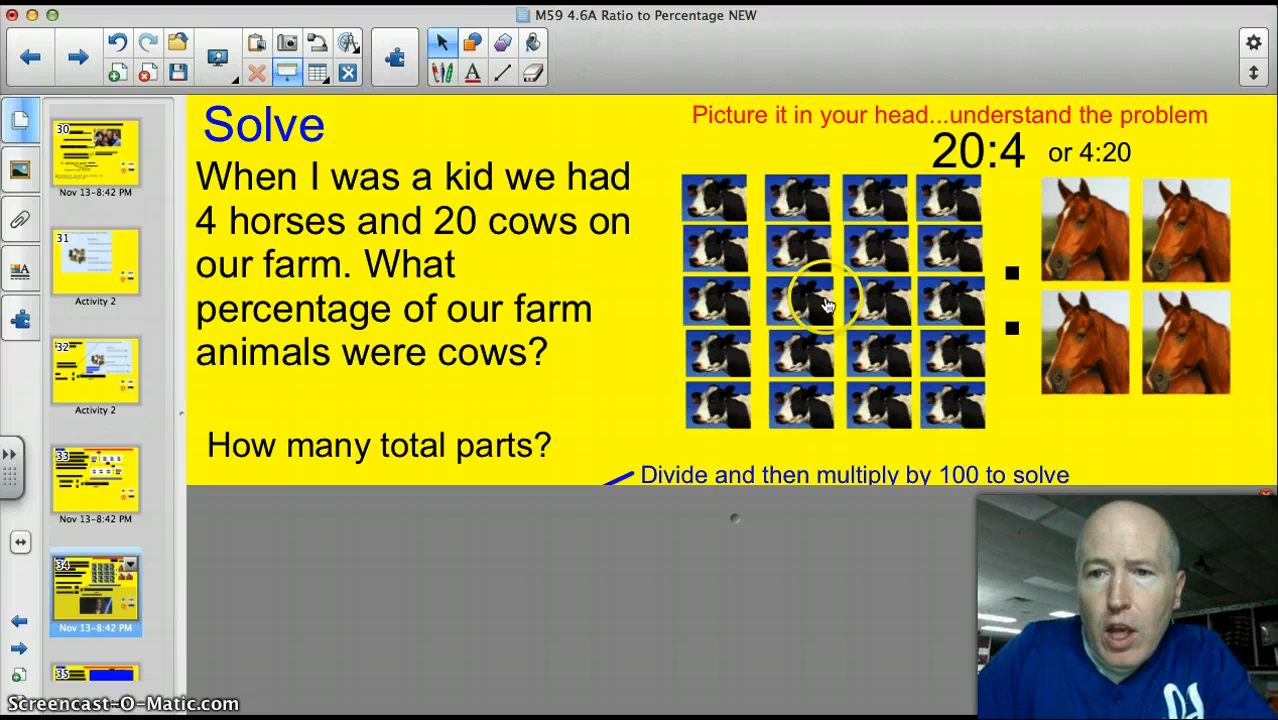 M59 4.6A Ratio to Percentage NEW
30
Nov 13-8:42 PM
31
Activity 2
32
Activity 2
33
Nov 13-8:42 PM
34
Nov 13-8:42 PM
35
Solve
When I was a kid we had
4 horses and 20 cows on
our farm. What
percentage of our farm
animals were cows?
How many total parts?
Picture it in your head...understand the problem
20:4 or 4:20
:
Divide and then multiply by 100 to solve
Screencast-O-Matic.com